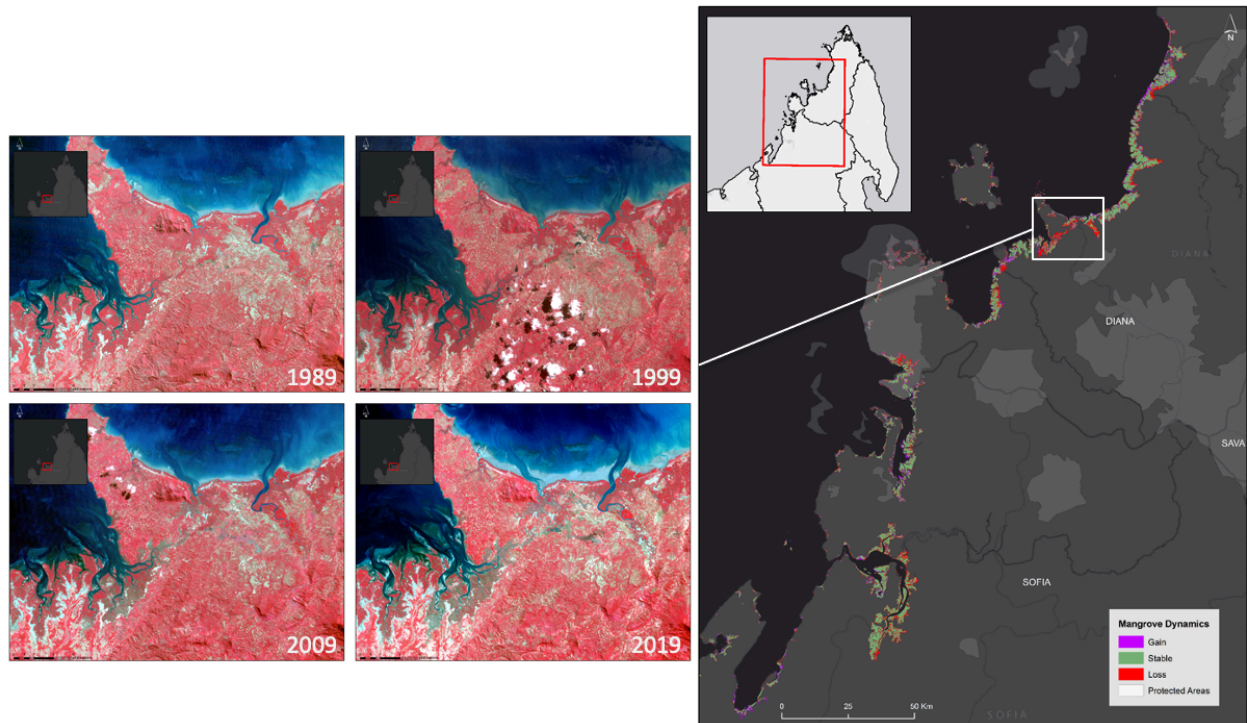 1989
1999
2009
2019
N
DIANA
DIANA
SAVA
SOFIA
Mangrove Dynamics
Gain
Stable
Loss
Protected Areas
0 25 50 Km
SOFIA